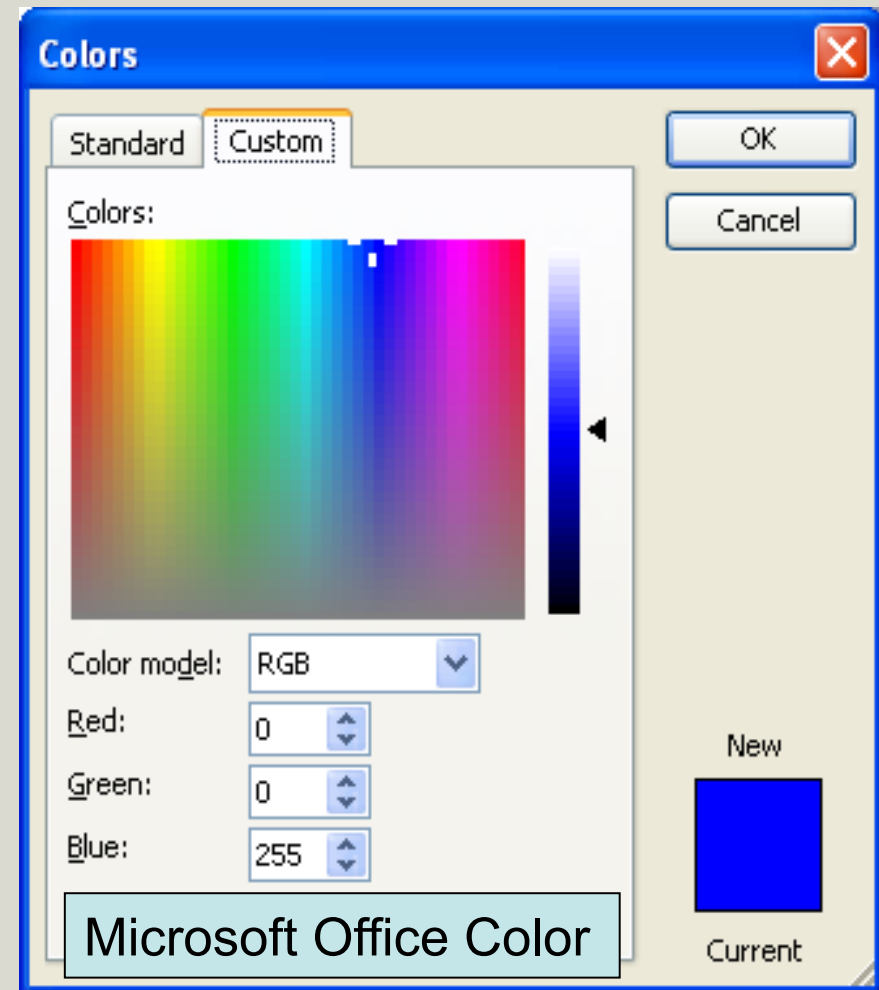 Colors
Standard Custom
OK
Cancel
Colors:
Color model: RGB
Red: 0
Green: 0
Blue: 255
New
Current
Microsoft Office Color